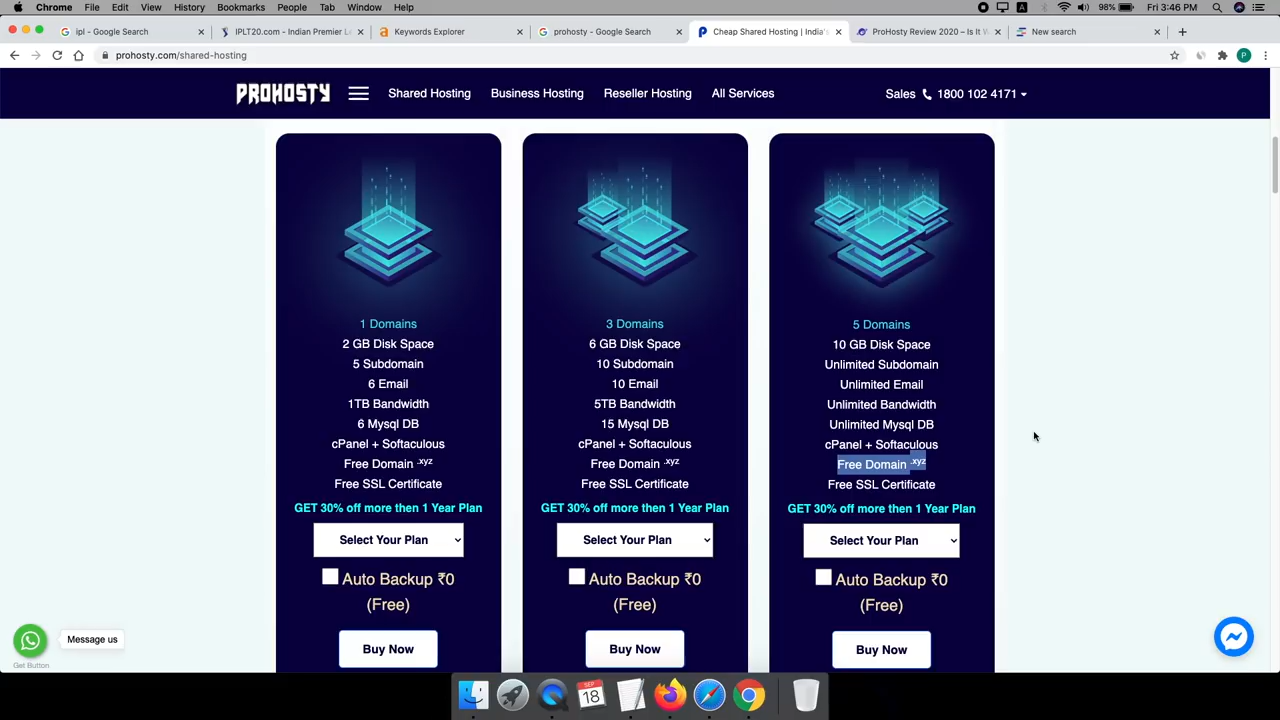 Chrome File Edit View History Bookmarks People Tab Window Help 98% Fri 3:46 PM
ipl - Google Search
IPLT20.com - Indian Premier L
Keywords Explorer
prohosty - Google Search
Cheap Shared Hosting | India's
ProHosty Review 2020 – Is It W
New search
prohosty.com/shared-hosting
P
PROHOSTY
Shared Hosting
Business Hosting
Reseller Hosting
All Services
Sales 1800 102 4171
1 Domains
2 GB Disk Space
5 Subdomain
6 Email
1TB Bandwidth
6 Mysql DB
cPanel + Softaculous
Free Domain .xyz
Free SSL Certificate
GET 30% off more then 1 Year Plan
Select Your Plan
Auto Backup ₹0
(Free)
Buy Now
3 Domains
6 GB Disk Space
10 Subdomain
10 Email
5TB Bandwidth
15 Mysql DB
cPanel + Softaculous
Free Domain .xyz
Free SSL Certificate
GET 30% off more then 1 Year Plan
Select Your Plan
Auto Backup ₹0
(Free)
Buy Now
5 Domains
10 GB Disk Space
Unlimited Subdomain
Unlimited Email
Unlimited Bandwidth
Unlimited Mysql DB
cPanel + Softaculous
Free Domain .xyz
Free SSL Certificate
GET 30% off more then 1 Year Plan
Select Your Plan
Auto Backup ₹0
(Free)
Buy Now
Message us
Get Button
SEP
18